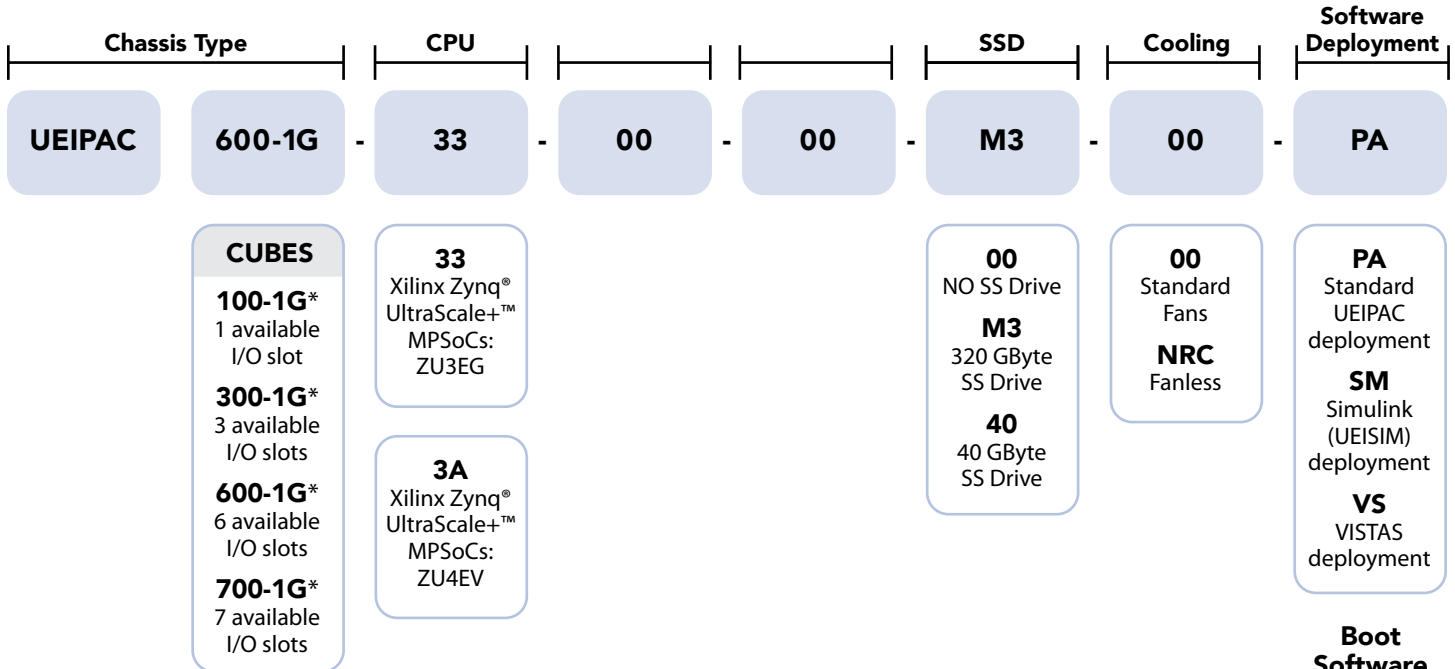 Chassis Type
CPU
SSD
Cooling
Software
Deployment
UEIPAC
600-1G
-
33
-
00
-
00
-
M3
-
00
-
PA
CUBES
100-1G*
1 available
I/O slot
300-1G*
3 available
I/O slots
600-1G*
6 available
I/O slots
700-1G*
7 available
I/O slots
33
Xilinx Zynq®
UltraScale+™
MPSoCs:
ZU3EG
3A
Xilinx Zynq®
UltraScale+™
MPSoCs:
ZU4EV
00
NO SS Drive
M3
320 GByte
SS Drive
40
40 GByte
SS Drive
00
Standard
Fans
NRC
Fanless
PA
Standard
UEIPAC
deployment
SM
Simulink
(UEISIM)
deployment
VS
VISTAS
deployment
Boot
Software